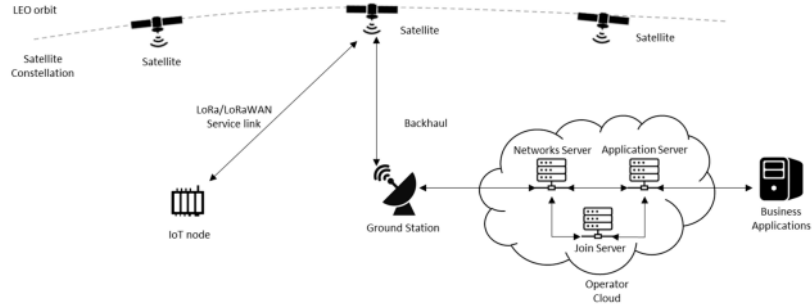 LEO orbit
Satellite
Constellation
Satellite
Satellite
Satellite
LoRa/LoRaWAN
Service link
Backhaul
Networks Server
Application Server
IoT node
Ground Station
Join Server
Business
Applications
Operator
Cloud